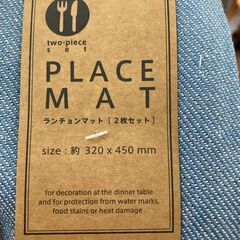 two-piece
set
PLACE
MAT
ランチョンマット［2枚セット］
size : 約 320 x 450 mm
for decoration at the dinner table
and for protection from water marks,
food stains or heat damage.